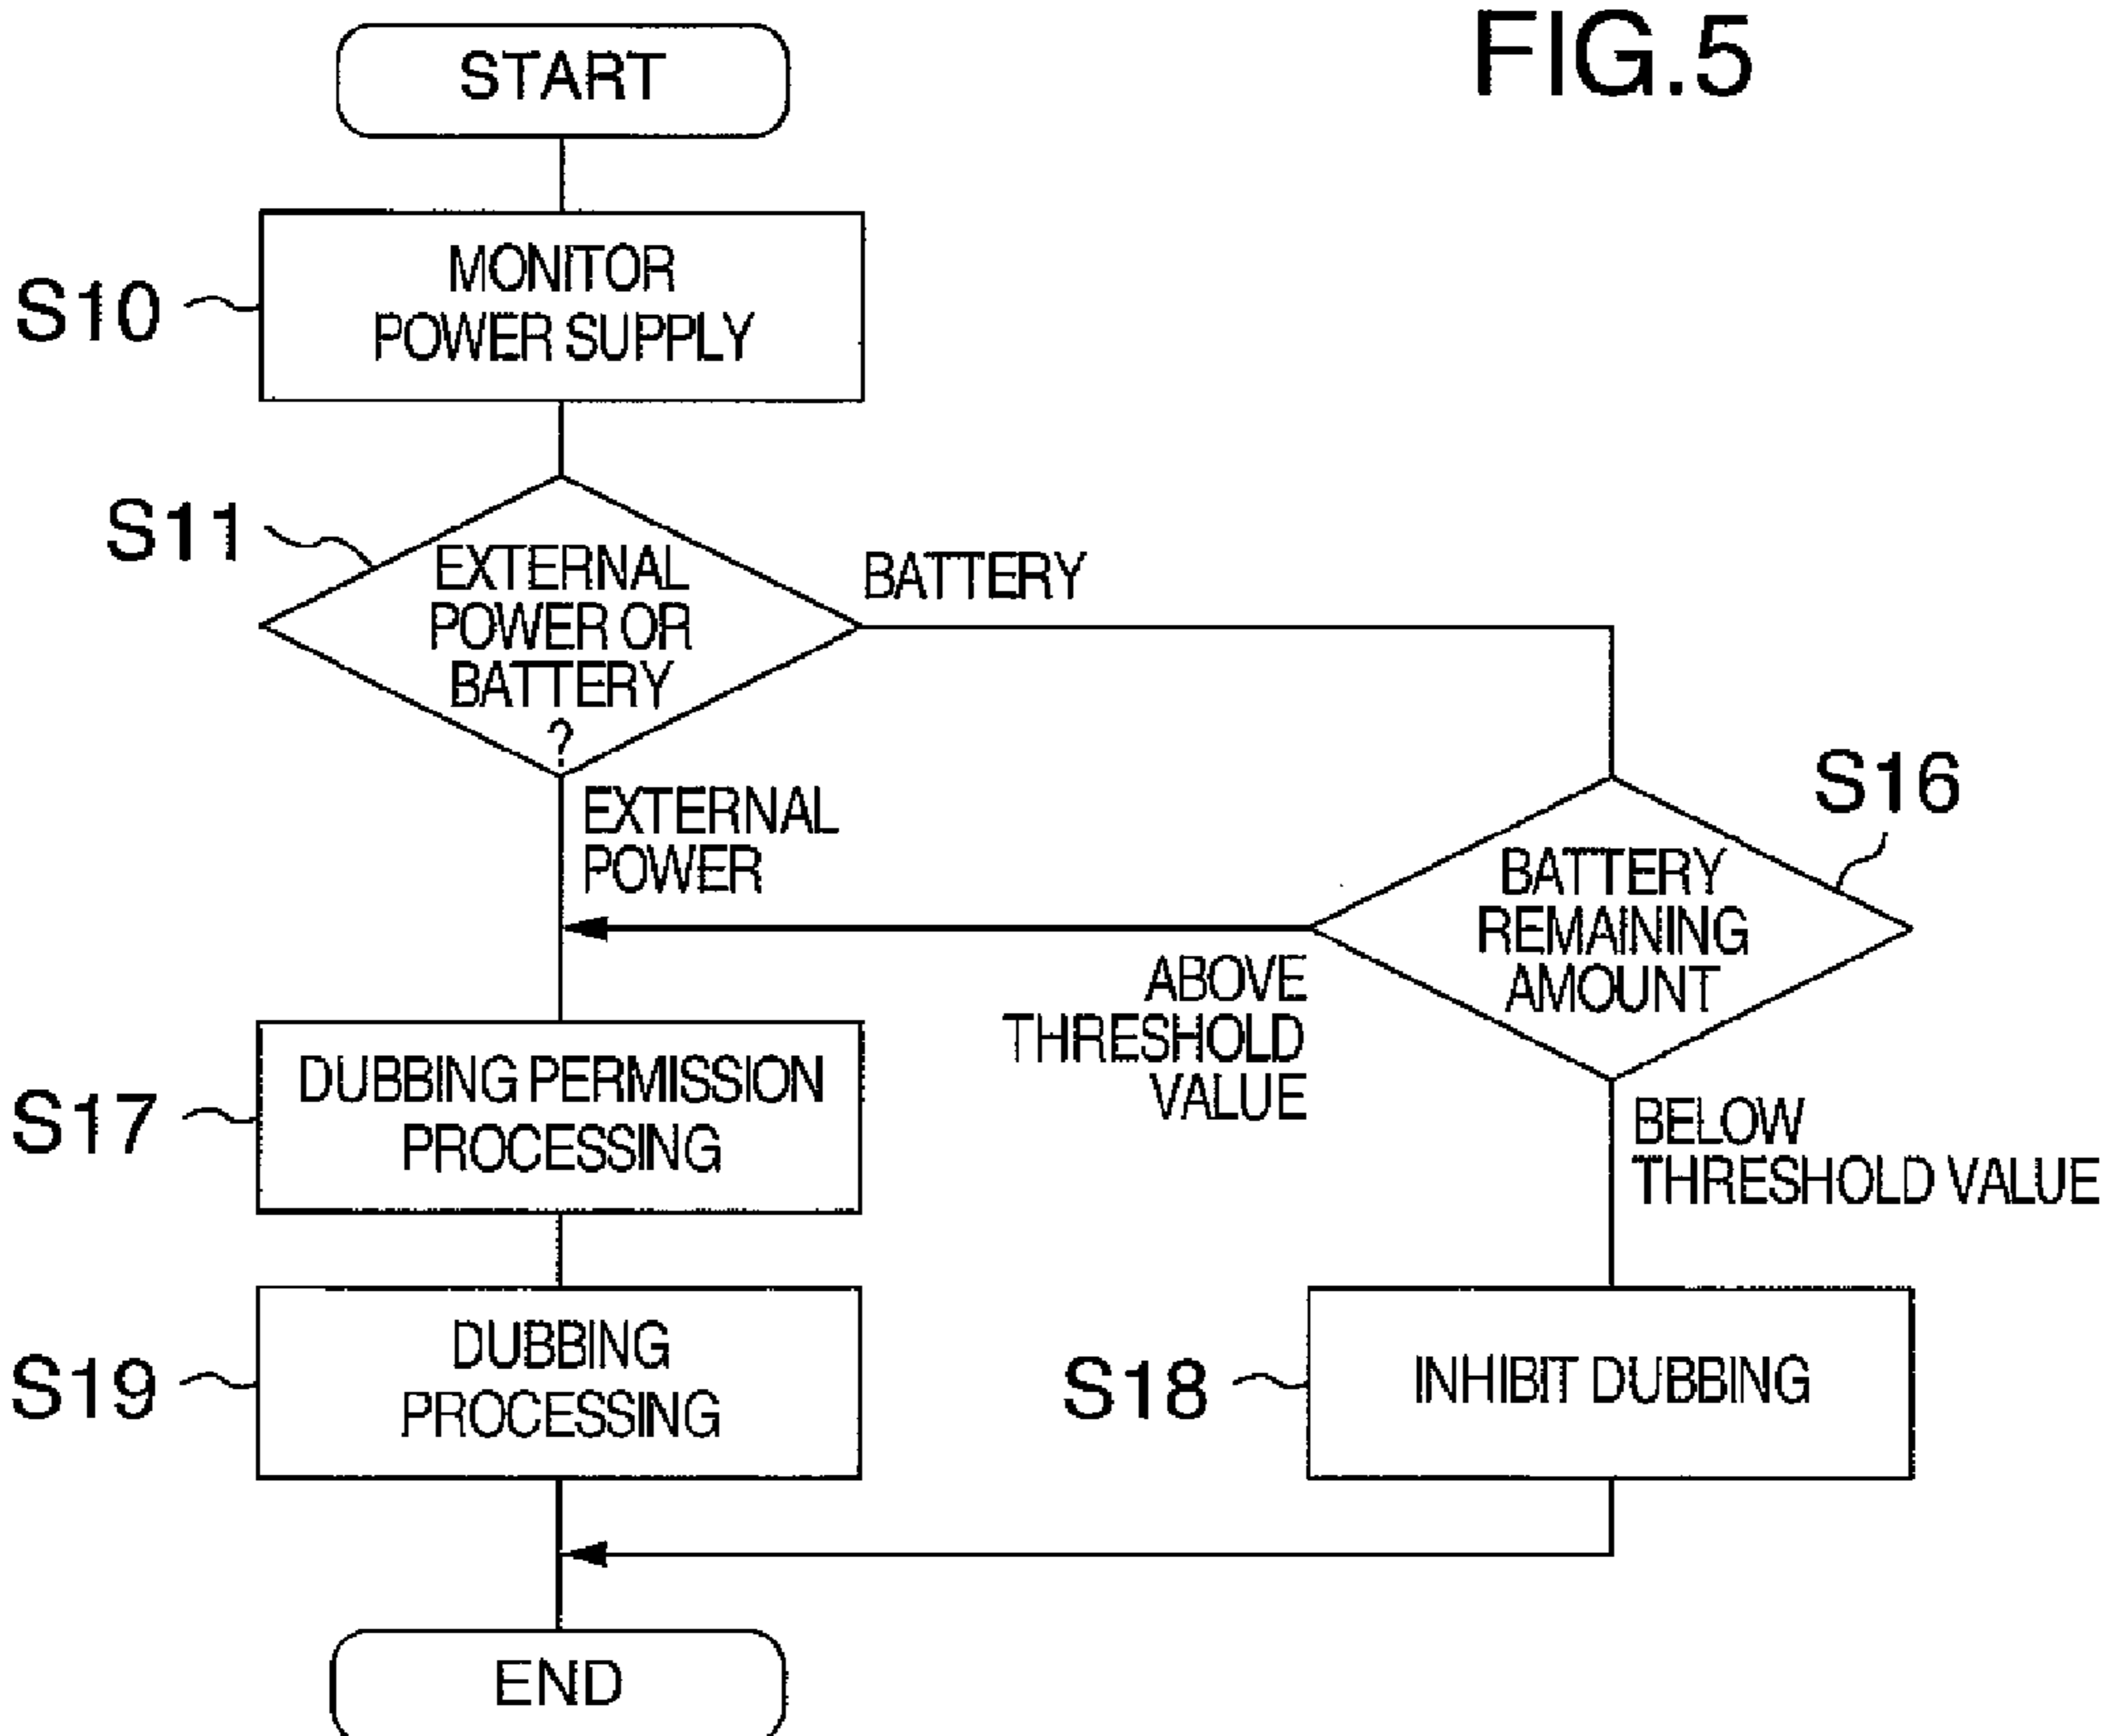 FIG.5
START
S10
MONITOR
POWER SUPPLY
S11
EXTERNAL
POWER OR
BATTERY
?
BATTERY
EXTERNAL
POWER
S16
BATTERY
REMAINING
AMOUNT
ABOVE
THRESHOLD
VALUE
BELOW
THRESHOLD VALUE
S17
DUBBING PERMISSION
PROCESSING
S19
DUBBING
PROCESSING
S18
INHIBIT DUBBING
END